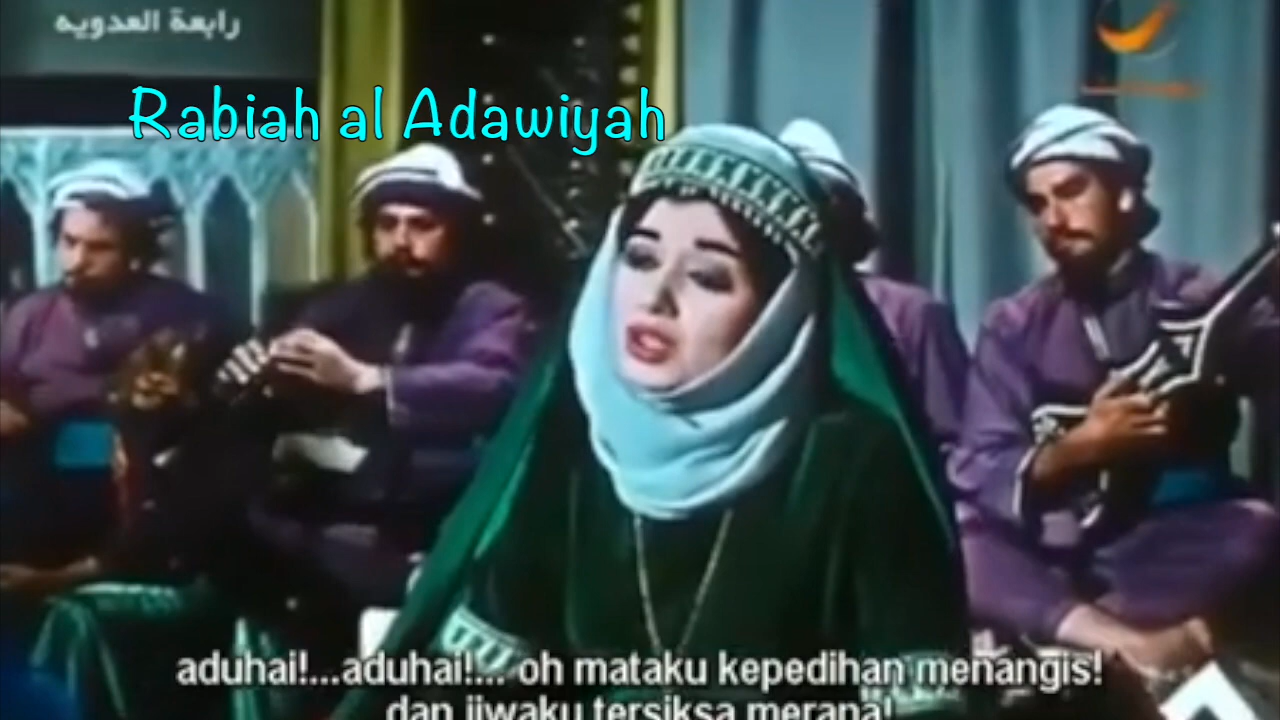 رابعة العدويه
Rabiah al Adawiyah
aduhai!...aduhai!... oh mataku kepedihan menangis!
dan jiwaku tersiksa merana!